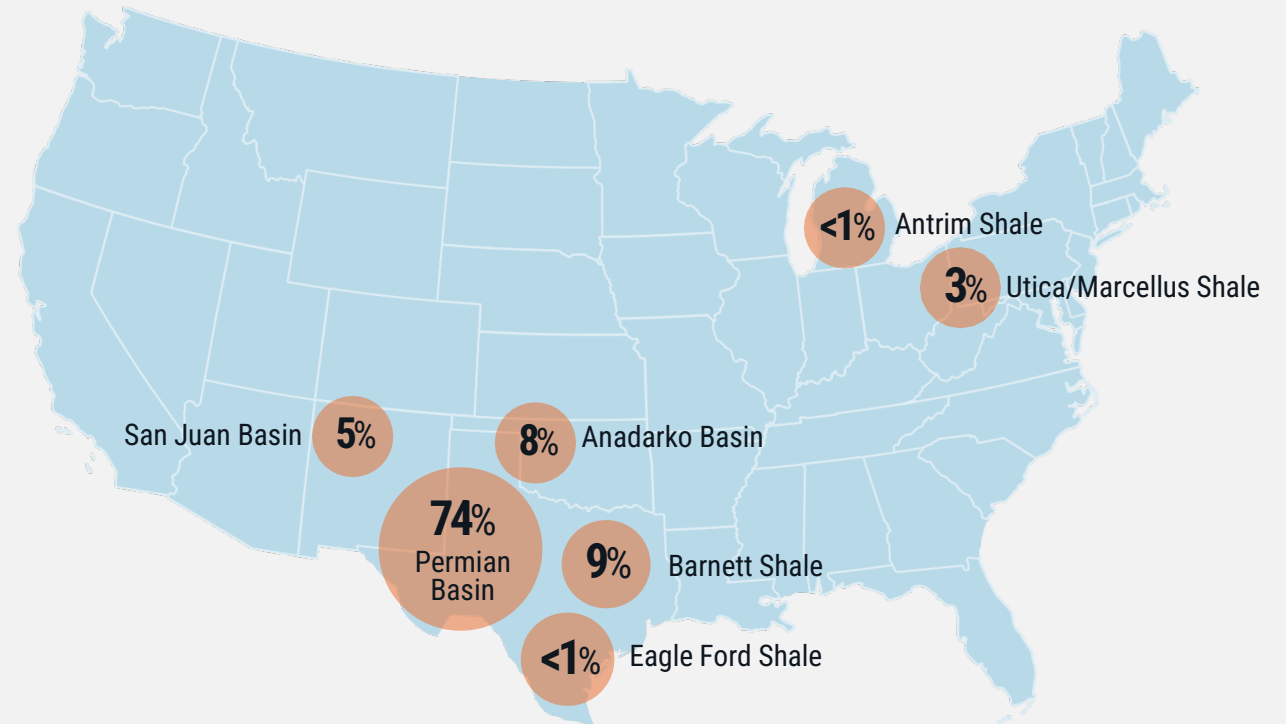 <1% Antrim Shale
3% Utica/Marcellus Shale
San Juan Basin 5%
8% Anadarko Basin
74%
Permian
Basin
9% Barnett Shale
<1% Eagle Ford Shale